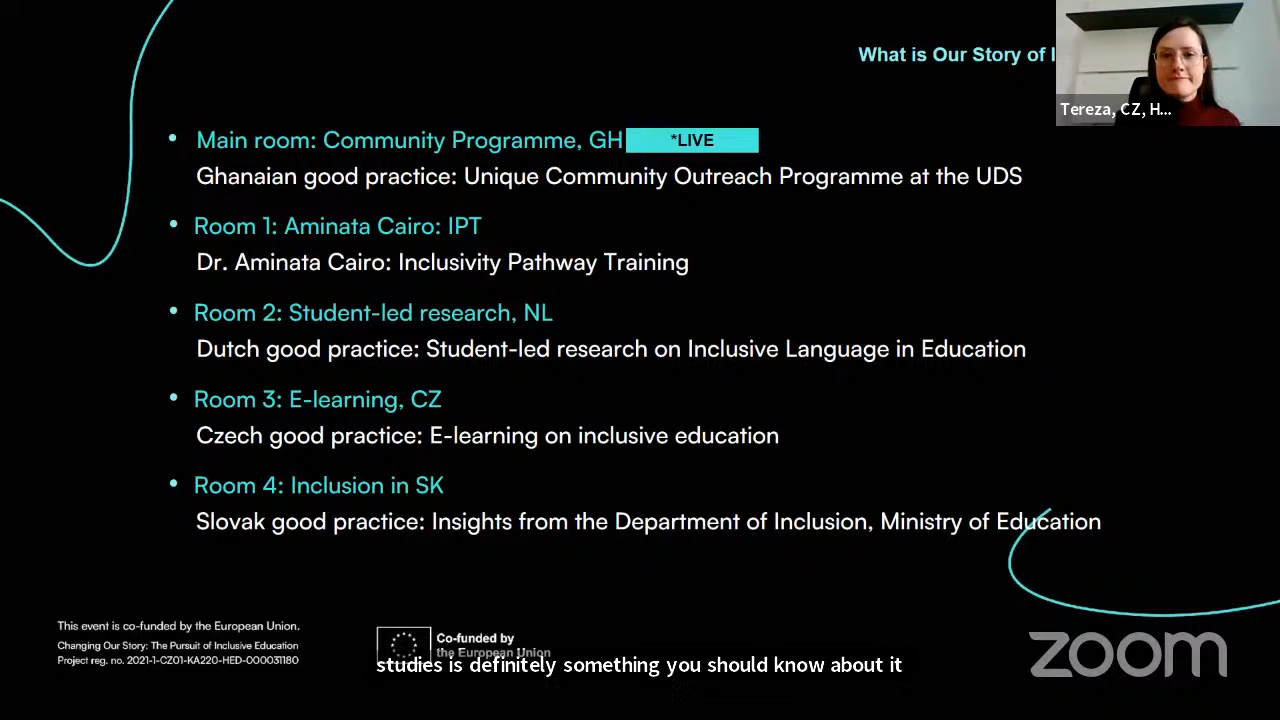 What is Our Story of
Tereza, CZ, H...
Main room: Community Programme, GH *LIVE
Ghanaian good practice: Unique Community Outreach Programme at the UDS
Room 1: Aminata Cairo: IPT
Dr. Aminata Cairo: Inclusivity Pathway Training
Room 2: Student-led research, NL
Dutch good practice: Student-led research on Inclusive Language in Education
Room 3: E-learning, CZ
Czech good practice: E-learning on inclusive education
Room 4: Inclusion in SK
Slovak good practice: Insights from the Department of Inclusion, Ministry of Education
This event is co-funded by the European Union.
Changing Our Story: The Pursuit of Inclusive Education
Project reg. no. 2021-1-CZ01-KA220-HED-000031180
Co-funded by
the European Union
studies is definitely something you should know about it
zoom